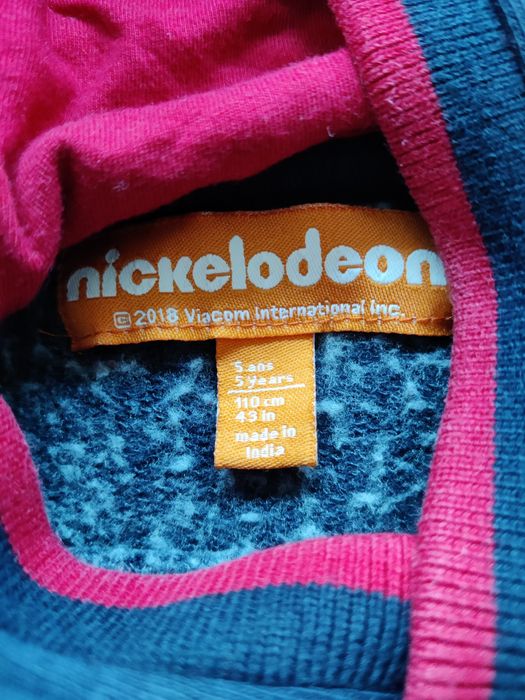 nickelodeon
© 2018 Viacom International Inc.
5 ans
5 years
110 cm
43 in
made in
India